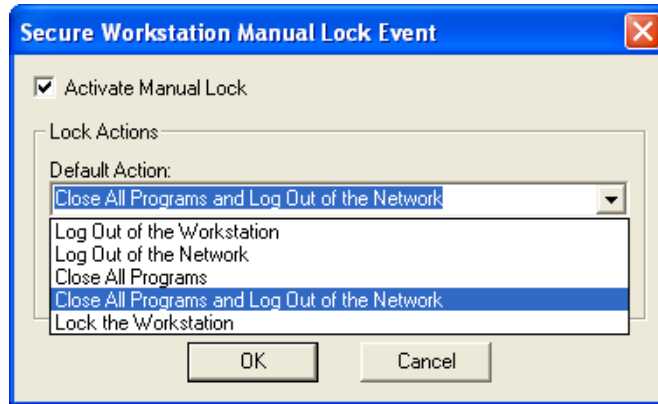 Secure Workstation Manual Lock Event
Activate Manual Lock
Lock Actions
Default Action:
Close All Programs and Log Out of the Network
Log Out of the Workstation
Log Out of the Network
Close All Programs
Close All Programs and Log Out of the Network
Lock the Workstation
OK Cancel